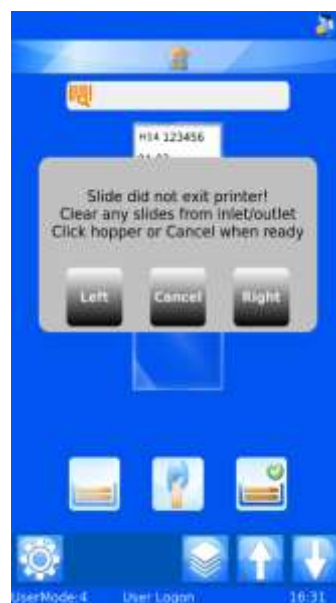 H14 123456
Slide did not exit printer!
Clear any slides from inlet/outlet
Click hopper or Cancel when ready
Left Cancel Right
UserMode:4 User Logon 16:31